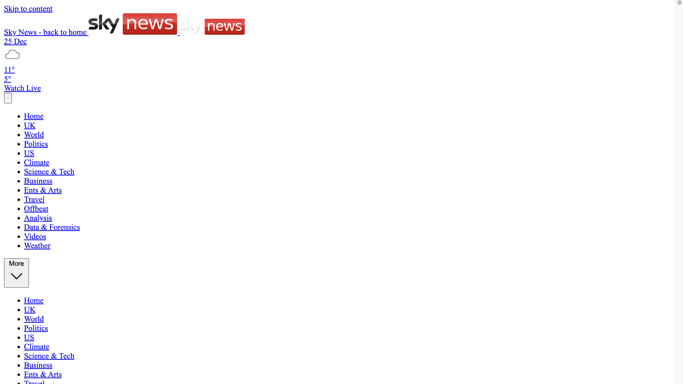 Skip to content
Sky News - back to home sky news sky news
25 Dec
11°
5°
Watch Live
Home
UK
World
Politics
US
Climate
Science & Tech
Business
Ents & Arts
Travel
Offbeat
Analysis
Data & Forensics
Videos
Weather
More
Home
UK
World
Politics
US
Climate
Science & Tech
Business
Ents & Arts
Travel